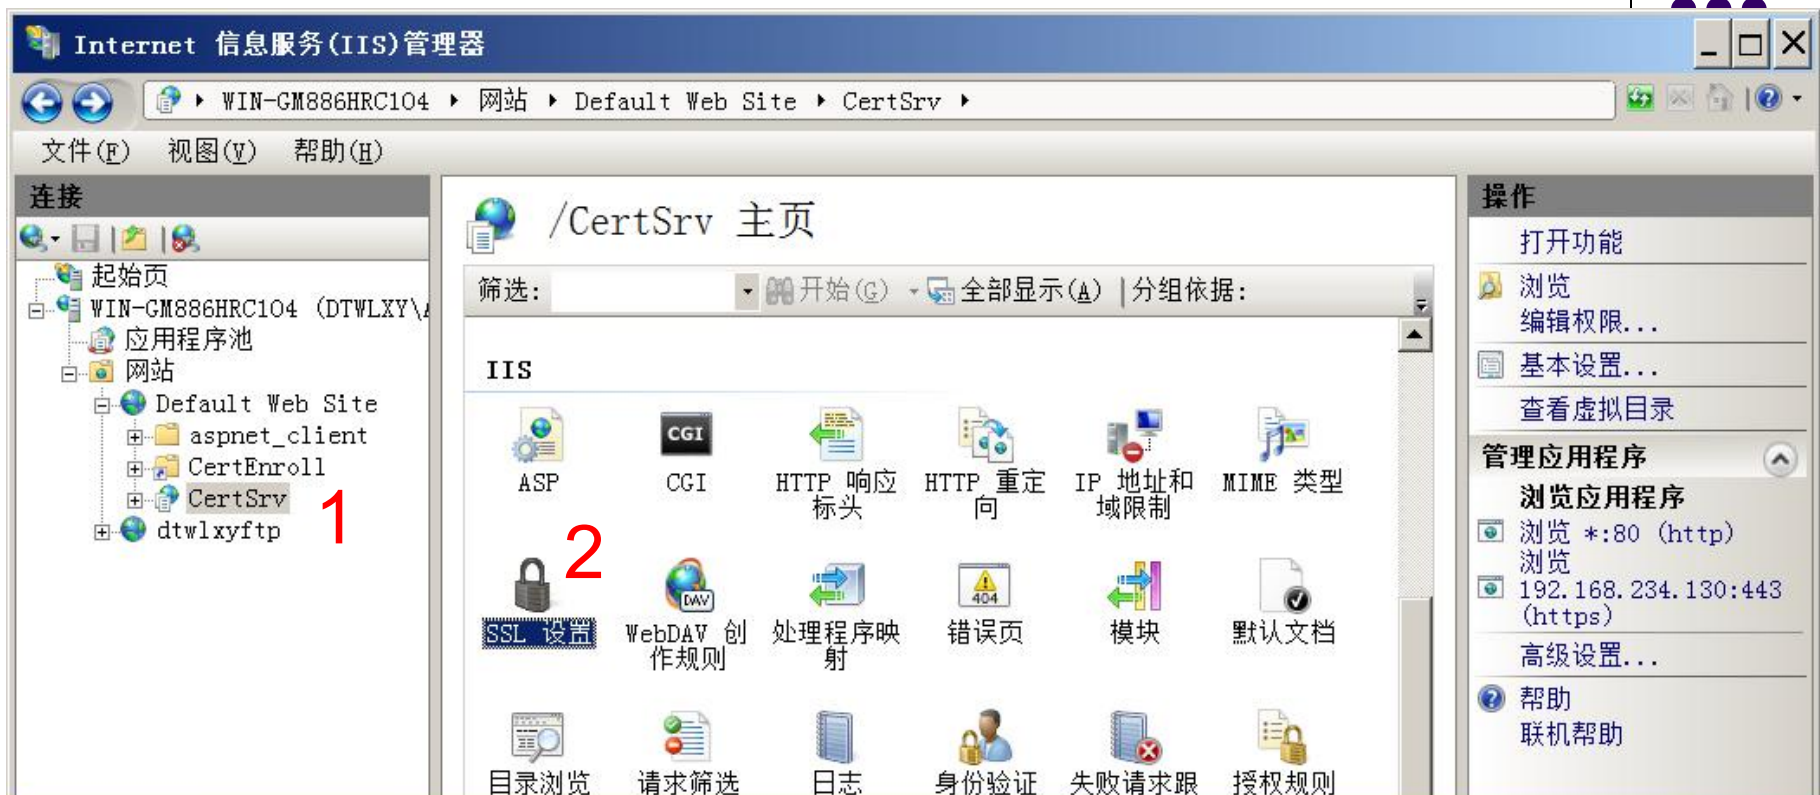 Internet 信息服务(IIS)管理器
WIN-GM886HRC1O4 ▸ 网站 ▸ Default Web Site ▸ CertSrv ▸
文件(F) 视图(V) 帮助(H)
连接
起始页
WIN-GM886HRC1O4 (DTWLXY\
应用程序池
网站
Default Web Site
aspnet_client
CertEnroll
CertSrv
1
dtwlxyftp
/CertSrv 主页
筛选:
开始(G)
全部显示(A)
分组依据:
IIS
ASP
CGI
CGI
HTTP 响应
标头
HTTP 重定
向
IP 地址和
域限制
MIME 类型
2
SSL 设置
DAV
WebDAV 创
作规则
处理程序映
射
404
错误页
模块
默认文档
目录浏览
请求筛选
日志
身份验证
失败请求跟
授权规则
操作
打开功能
浏览
编辑权限...
基本设置...
查看虚拟目录
管理应用程序
浏览应用程序
浏览 *:80 (http)
浏览
192.168.234.130:443
(https)
高级设置...
帮助
联机帮助